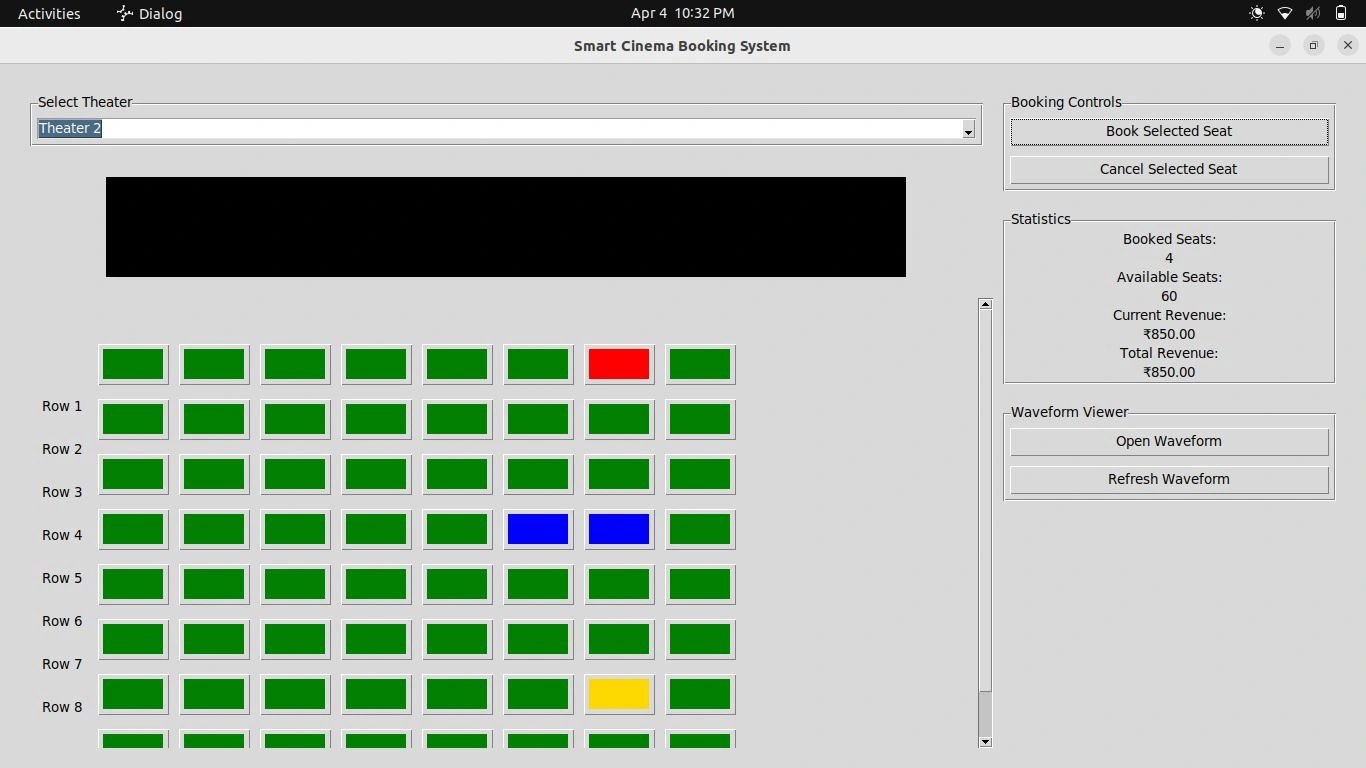 Activities Dialog Apr 4 10:32 PM
Smart Cinema Booking System
Select Theater
Theater 2
Row 1
Row 2
Row 3
Row 4
Row 5
Row 6
Row 7
Row 8
Booking Controls
Book Selected Seat
Cancel Selected Seat
Statistics
Booked Seats:
4
Available Seats:
60
Current Revenue:
₹850.00
Total Revenue:
₹850.00
Waveform Viewer
Open Waveform
Refresh Waveform